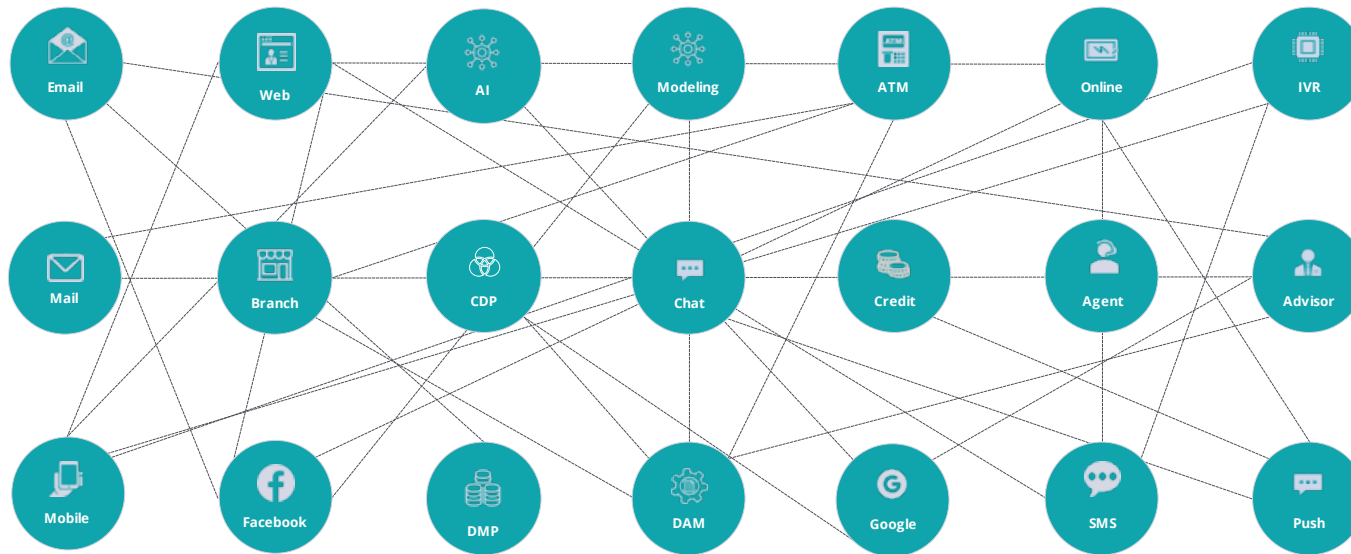 @
ATM
Email
Web
AI
Modeling
ATM
Online
IVR
Mail
Branch
CDP
Chat
Credit
Agent
Advisor
Mobile
Facebook
DMP
DAM
Google
SMS
Push